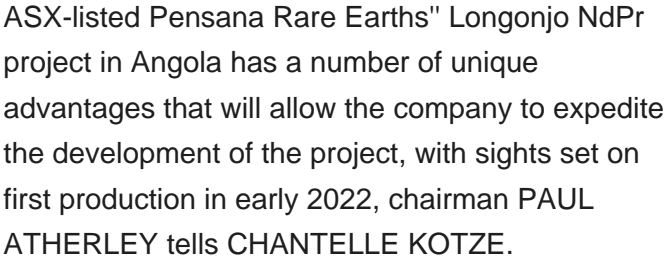 ASX-listed Pensana Rare Earths" Longonjo NdPr
project in Angola has a number of unique
advantages that will allow the company to expedite
the development of the project, with sights set on
first production in early 2022, chairman PAUL
ATHERLEY tells CHANTELLE KOTZE.